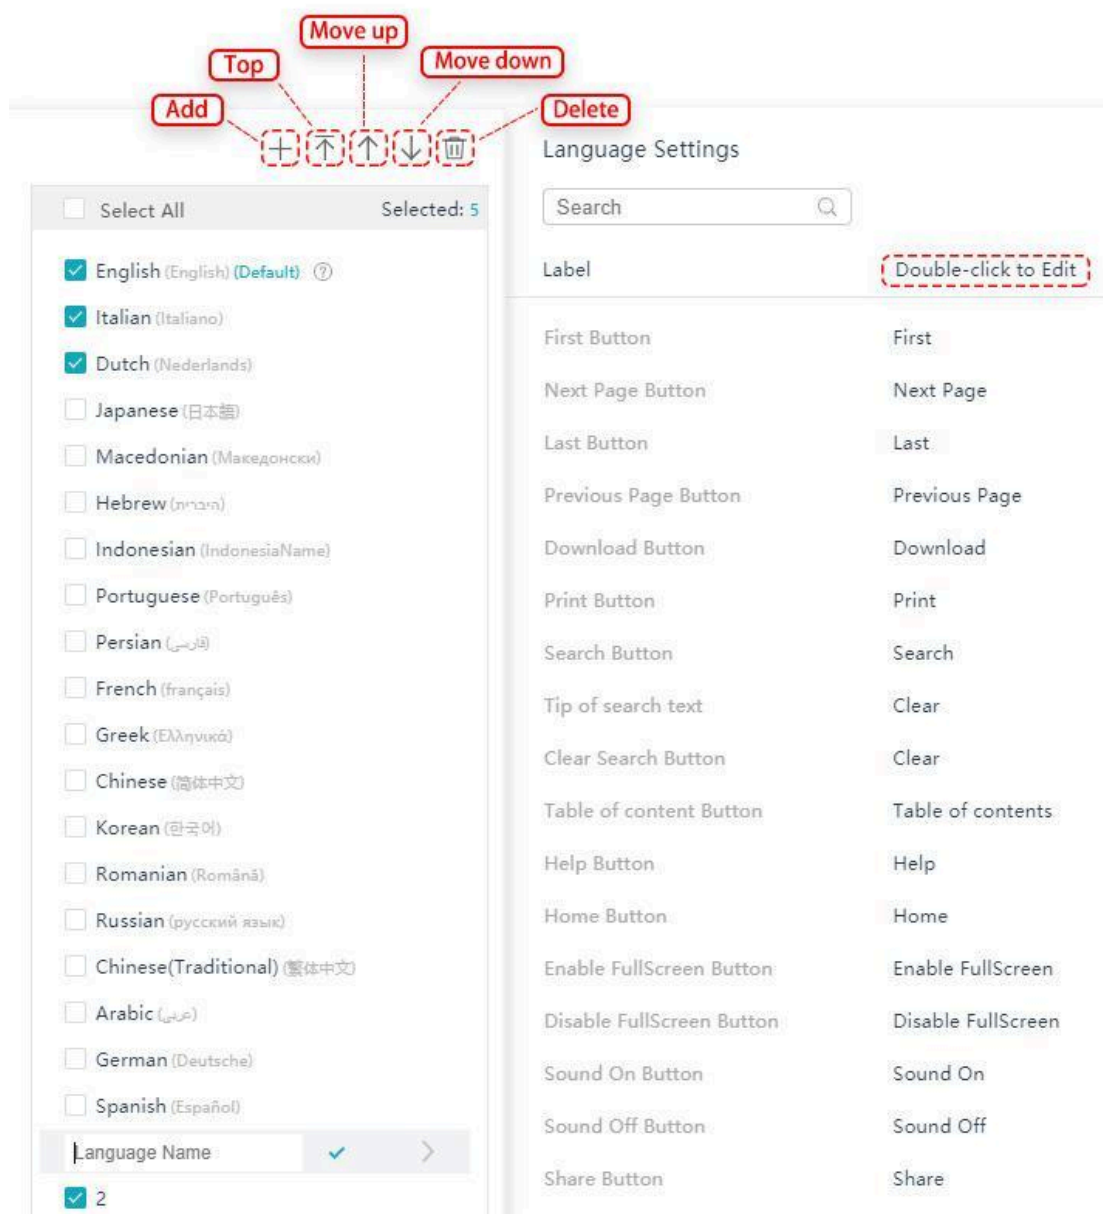 Move up
Top
Move down
Add
Delete
Language Settings
Select All
Selected: 5
Search
English (English) (Default)
Label
Double-click to Edit
Italian (Italiano)
Dutch (Nederlands)
Japanese (日本語)
Macedonian (Македонски)
Hebrew (היברית)
Indonesian (IndonesiaName)
Portuguese (Português)
Persian (فارسی)
French (français)
Greek (Ελληνικά)
Chinese (简体中文)
Korean (한국어)
Romanian (Română)
Russian (русский язык)
Chinese(Traditional) (繁体中文)
Arabic (عربي)
German (Deutsche)
Spanish (Español)
Language Name
2
First Button First
Next Page Button Next Page
Last Button Last
Previous Page Button Previous Page
Download Button Download
Print Button Print
Search Button Search
Tip of search text Clear
Clear Search Button Clear
Table of content Button Table of contents
Help Button Help
Home Button Home
Enable FullScreen Button Enable FullScreen
Disable FullScreen Button Disable FullScreen
Sound On Button Sound On
Sound Off Button Sound Off
Share Button Share